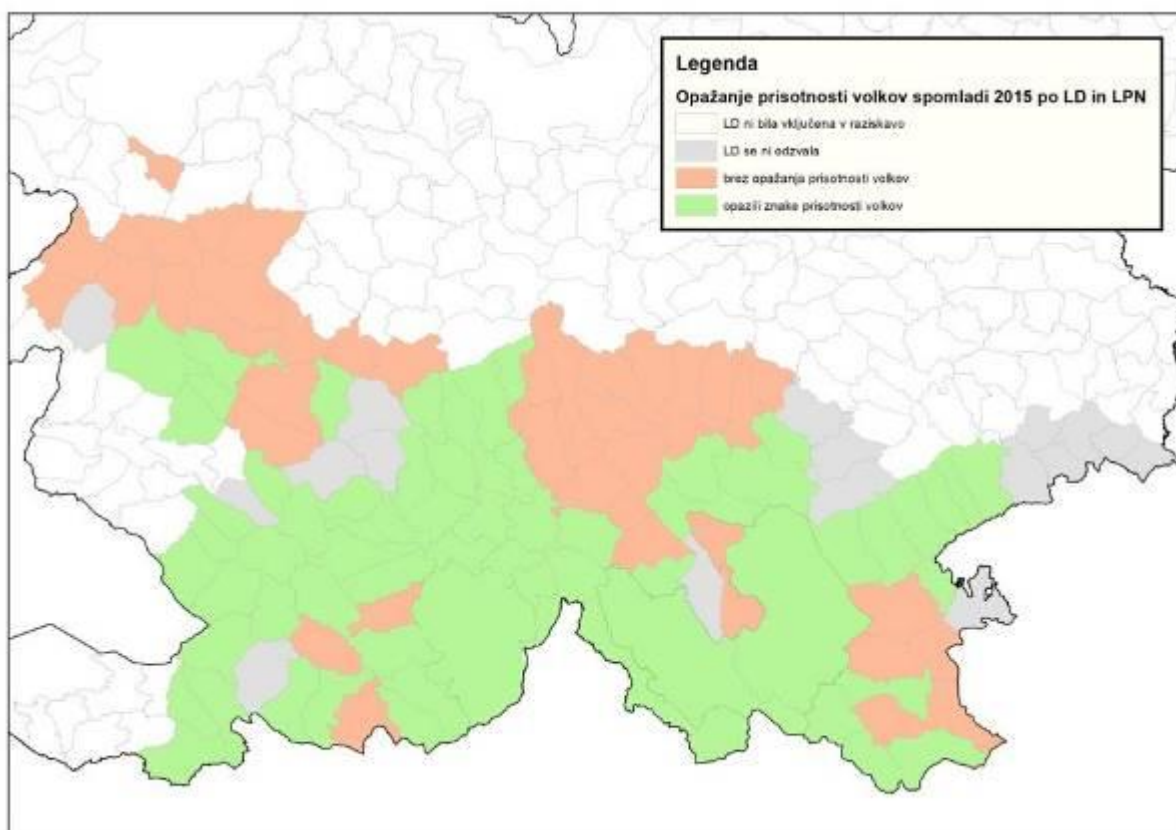 Legenda
Opažanje prisotnosti volkov spomladi 2015 po LD in LPN
LD ni bila vključena v raziskavo
LD se ni odzvala
brez opažanja prisotnosti volkov
opazili znake prisotnosti volkov